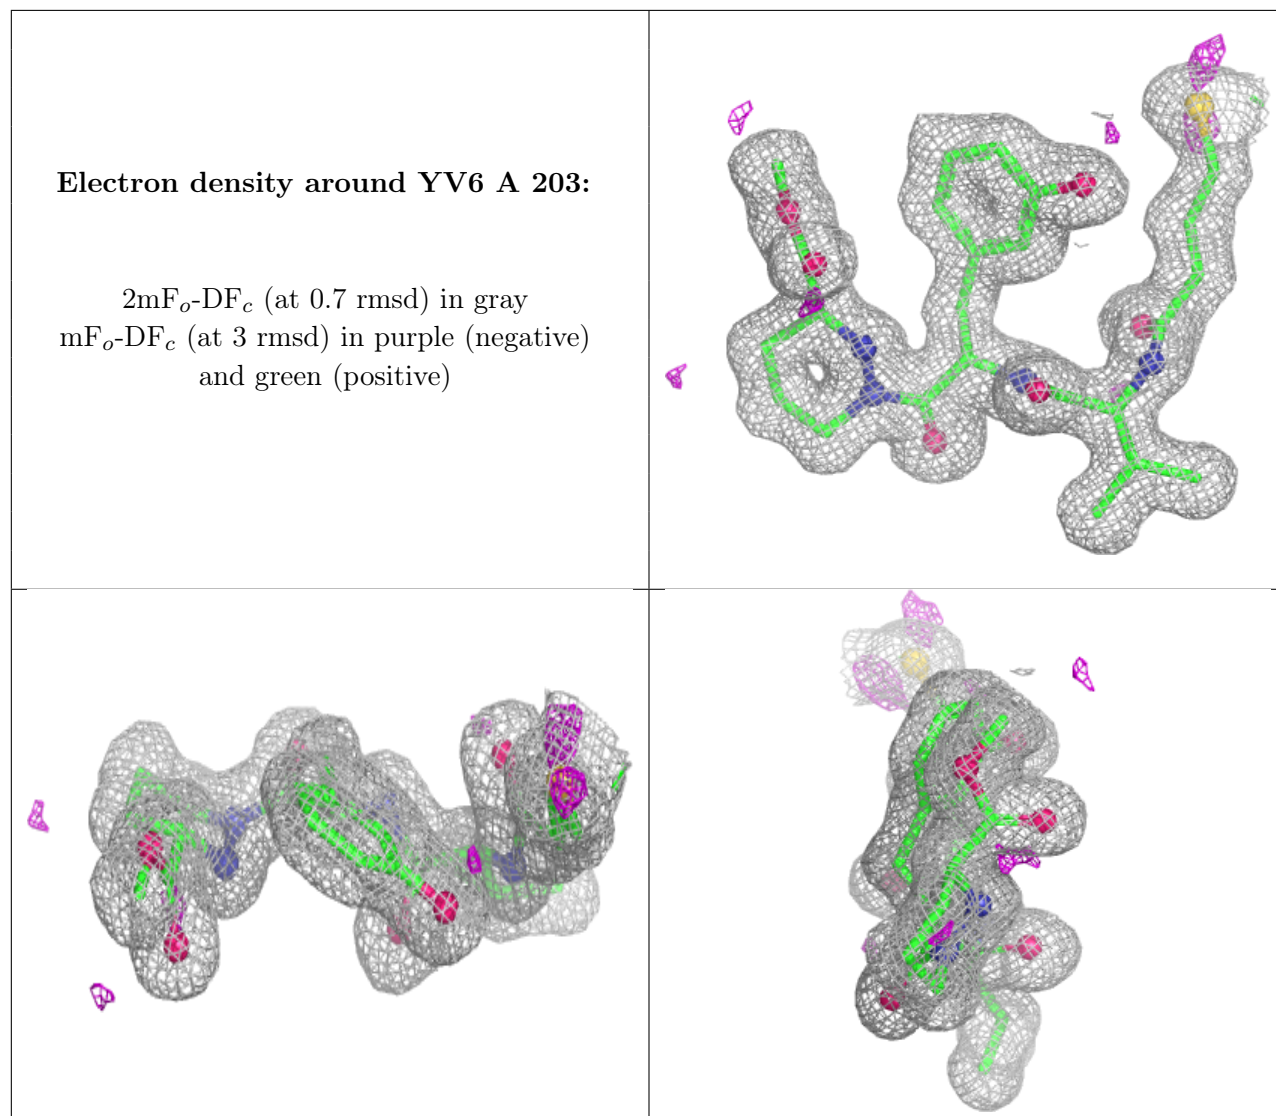 Electron density around YV6 A 203:
2mFo-DFc (at 0.7 rmsd) in gray
mFo-DFc (at 3 rmsd) in purple (negative)
and green (positive)